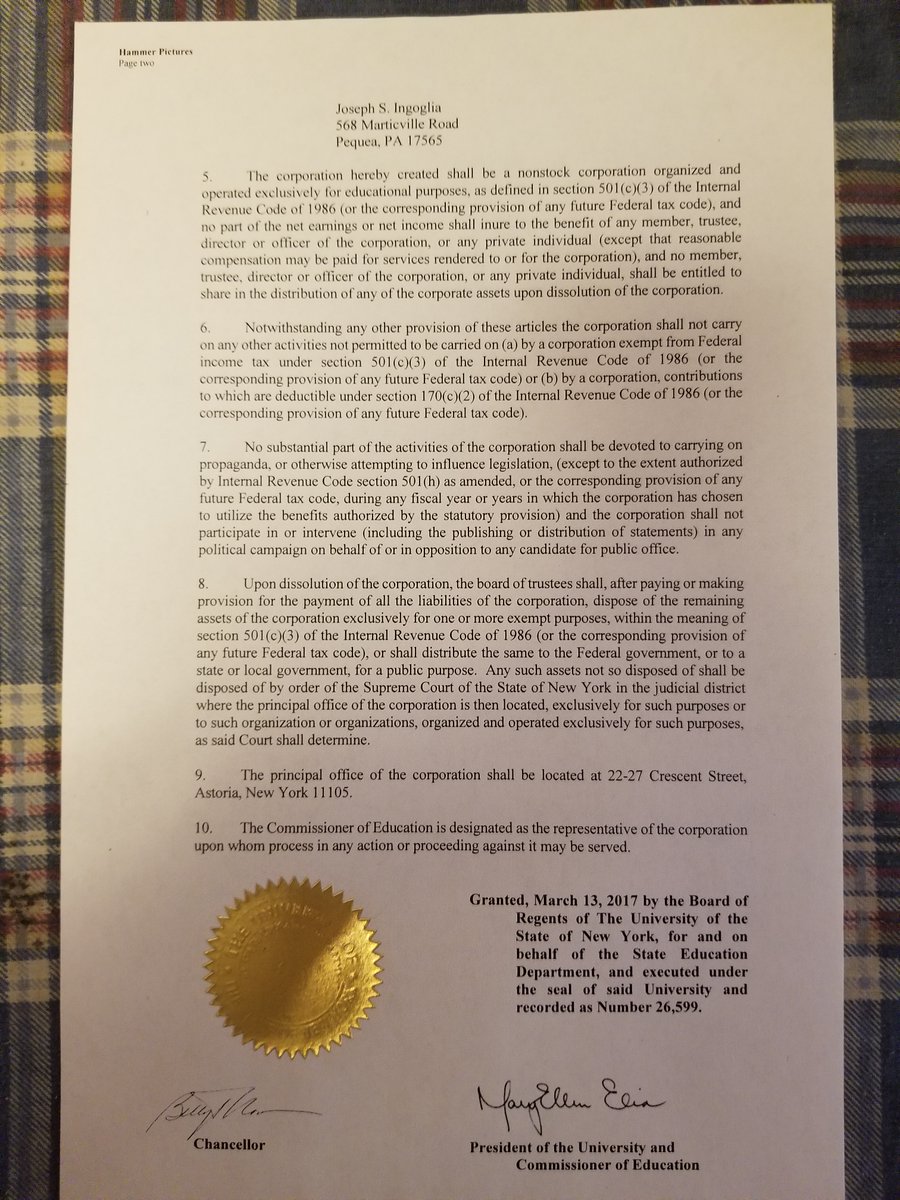 Hammer Pictures
Page two
Joseph S. Ingoglia
568 Marticville Road
Pequea, PA 17565
5. The corporation hereby created shall be a nonstock corporation organized and
operated exclusively for educational purposes, as defined in section 501(c)(3) of the Internal
Revenue Code of 1986 (or the corresponding provision of any future Federal tax code), and
no part of the net earnings or net income shall inure to the benefit of any member, trustee,
director or officer of the corporation, or any private individual (except that reasonable
compensation may be paid for services rendered to or for the corporation), and no member,
trustee, director or officer of the corporation, or any private individual, shall be entitled to
share in the distribution of any of the corporate assets upon dissolution of the corporation.
6. Notwithstanding any other provision of these articles the corporation shall not carry
on any other activities not permitted to be carried on (a) by a corporation exempt from Federal
income tax under section 501(c)(3) of the Internal Revenue Code of 1986 (or the
corresponding provision of any future Federal tax code) or (b) by a corporation, contributions
to which are deductible under section 170(c)(2) of the Internal Revenue Code of 1986 (or the
corresponding provision of any future Federal tax code).
7. No substantial part of the activities of the corporation shall be devoted to carrying on
propaganda, or otherwise attempting to influence legislation, (except to the extent authorized
by Internal Revenue Code section 501(h) as amended, or the corresponding provision of any
future Federal tax code, during any fiscal year or years in which the corporation has chosen
to utilize the benefits authorized by the statutory provision) and the corporation shall not
participate in or intervene (including the publishing or distribution of statements) in any
political campaign on behalf of or in opposition to any candidate for public office.
8. Upon dissolution of the corporation, the board of trustees shall, after paying or making
provision for the payment of all the liabilities of the corporation, dispose of the remaining
assets of the corporation exclusively for one or more exempt purposes, within the meaning of
section 501(c)(3) of the Internal Revenue Code of 1986 (or the corresponding provision of
any future Federal tax code), or shall distribute the same to the Federal government, or to a
state or local government, for a public purpose. Any such assets not so disposed of shall be
disposed of by order of the Supreme Court of the State of New York in the judicial district
where the principal office of the corporation is then located, exclusively for such purposes or
to such organization or organizations, organized and operated exclusively for such purposes,
as said Court shall determine.
9. The principal office of the corporation shall be located at 22-27 Crescent Street,
Astoria, New York 11105.
10. The Commissioner of Education is designated as the representative of the corporation
upon whom process in any action or proceeding against it may be served.
Granted, March 13, 2017 by the Board of
Regents of The University of the
State of New York, for and on
behalf of the State Education
Department, and executed under
the seal of said University and
recorded as Number 26,599.
MaryEllen Elia
Chancellor
President of the University and
Commissioner of Education